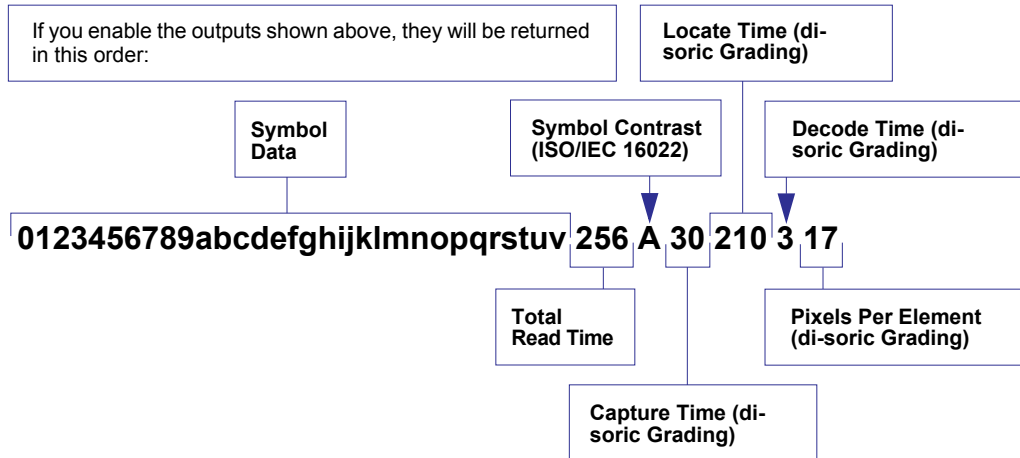 If you enable the outputs shown above, they will be returned
in this order:
Locate Time (di-
soric Grading)
Symbol
Data
Symbol Contrast
(ISO/IEC 16022)
Decode Time (di-
soric Grading)
0123456789abcdefghijklmnopqrstuv 256 A 30 210 3 17
Total
Read Time
Pixels Per Element
(di-soric Grading)
Capture Time (di-
soric Grading)